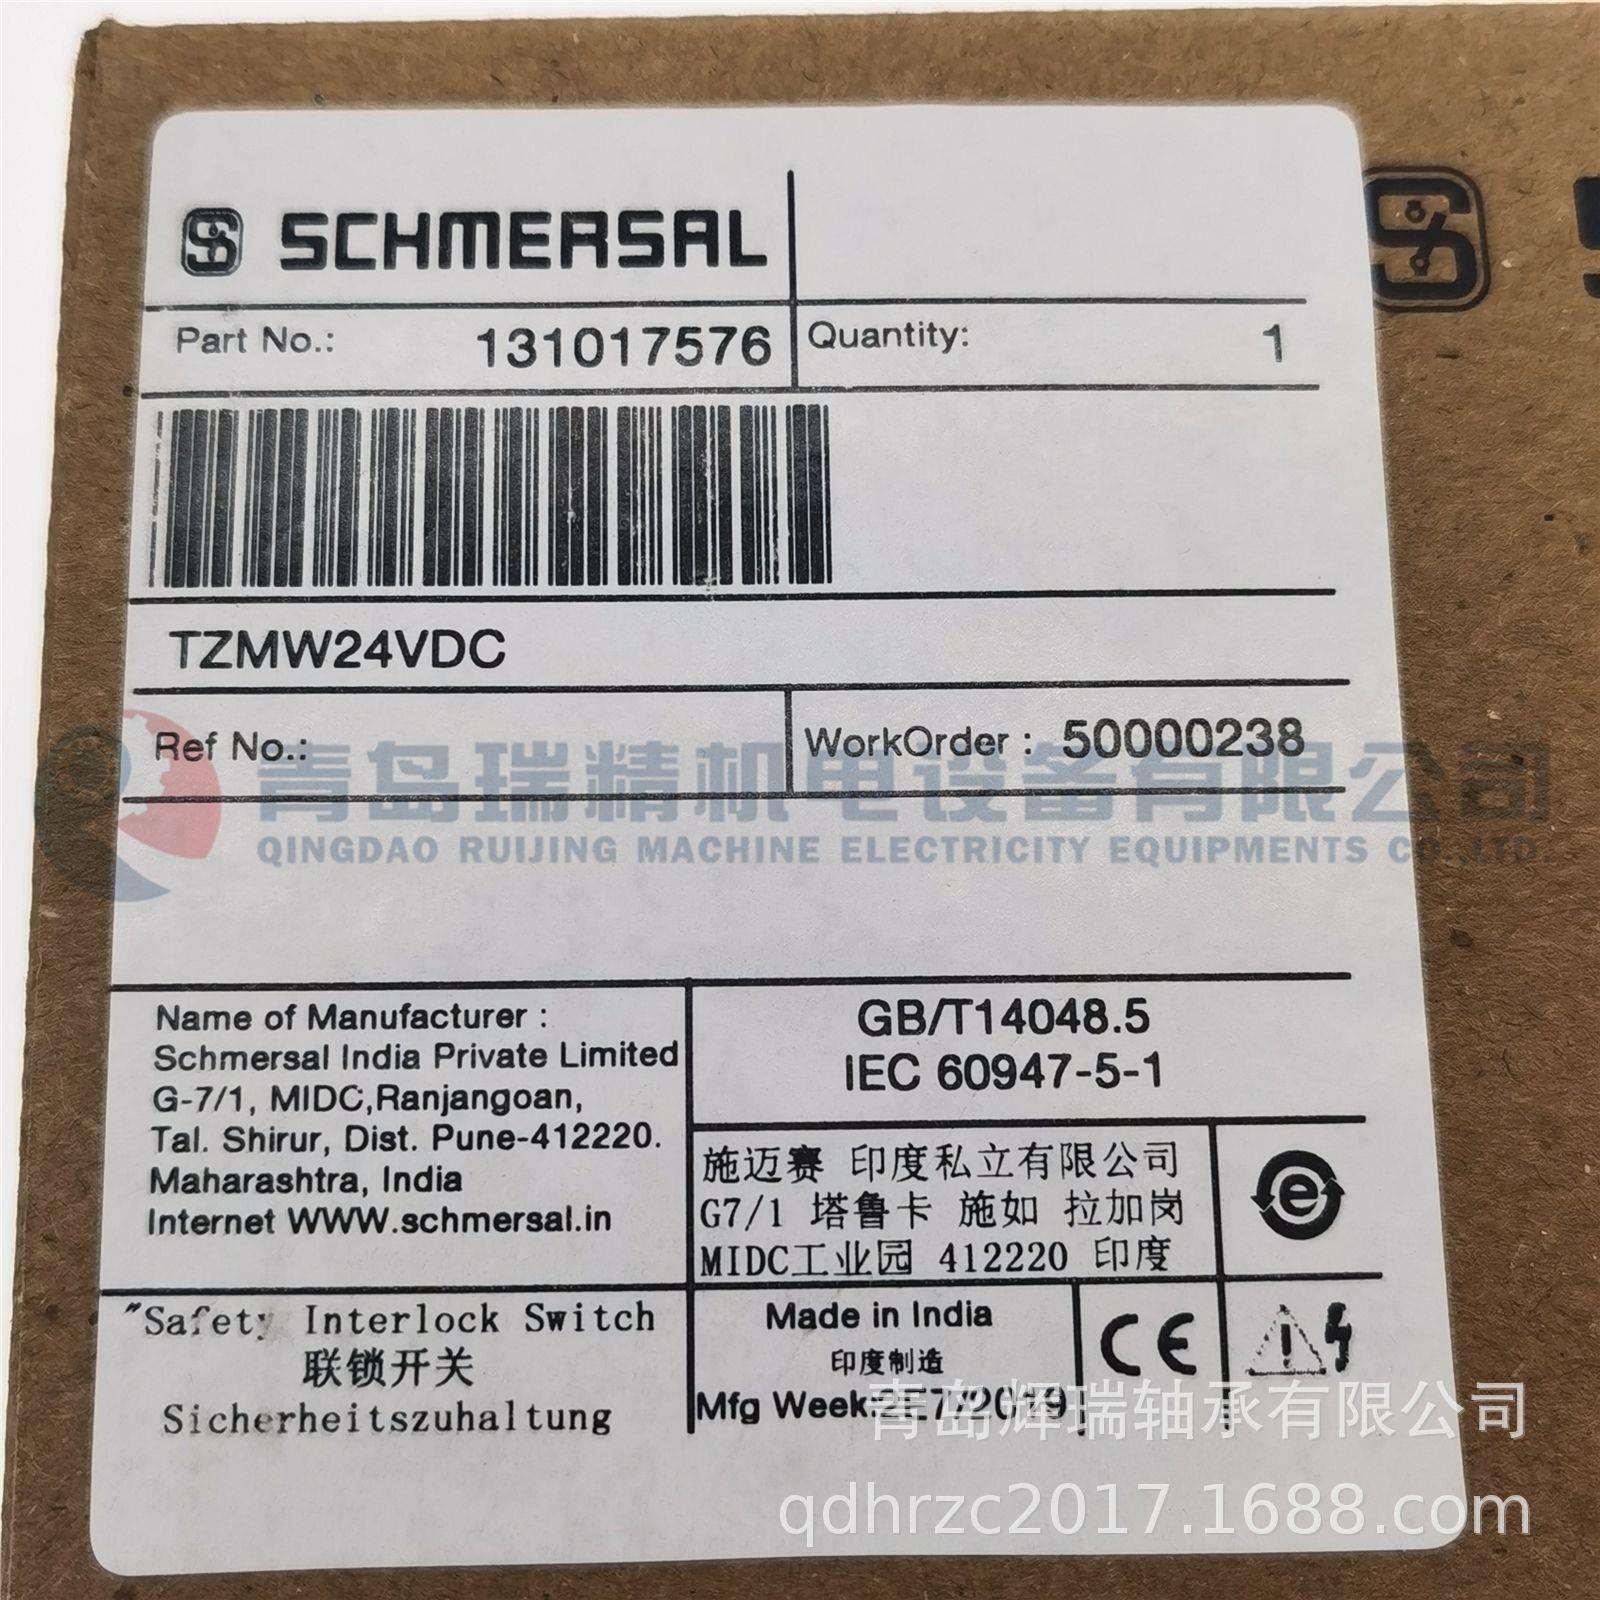 SCHMERSAL
Part No.: 131017576
Quantity: 1
TZMW24VDC
Ref No.:
WorkOrder : 50000238
青岛瑞精机电设备有限公司
QINGDAO RUIJING MACHINE ELECTRICITY EQUIPMENTS CO.,LTD.
Name of Manufacturer :
Schmersal India Private Limited
G-7/1, MIDC,Ranjangoan,
Tal. Shirur, Dist. Pune-412220.
Maharashtra, India
Internet WWW.schmersal.in
GB/T14048.5
IEC 60947-5-1
施迈赛 印度私立有限公司
G7/1 塔鲁卡 施如 拉加岗
MIDC工业园 412220 印度
"Safety Interlock Switch
联锁开关
Sicherheitszuhaltung
Made in India
印度制造
Mfg Week:
CE
青岛辉瑞轴承有限公司
qdhrzc2017.1688.com